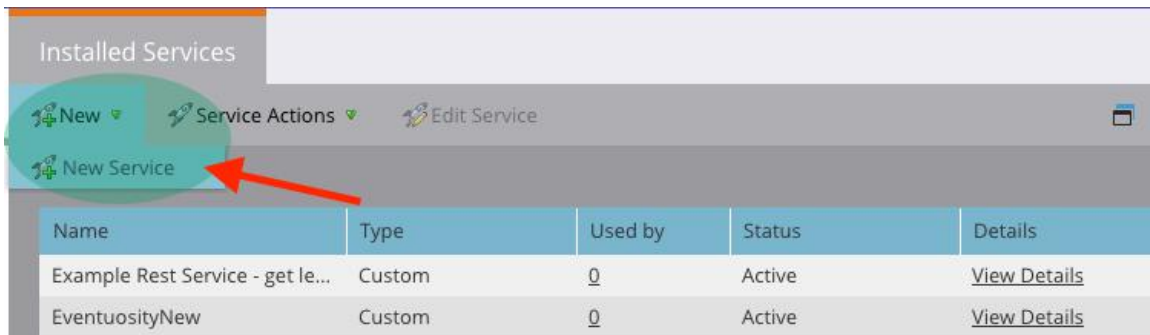 Installed Services
New Service Actions Edit Service
New Service
Name Type Used by Status Details
Example Rest Service - get le... Custom 0 Active View Details
EventuosityNew Custom 0 Active View Details